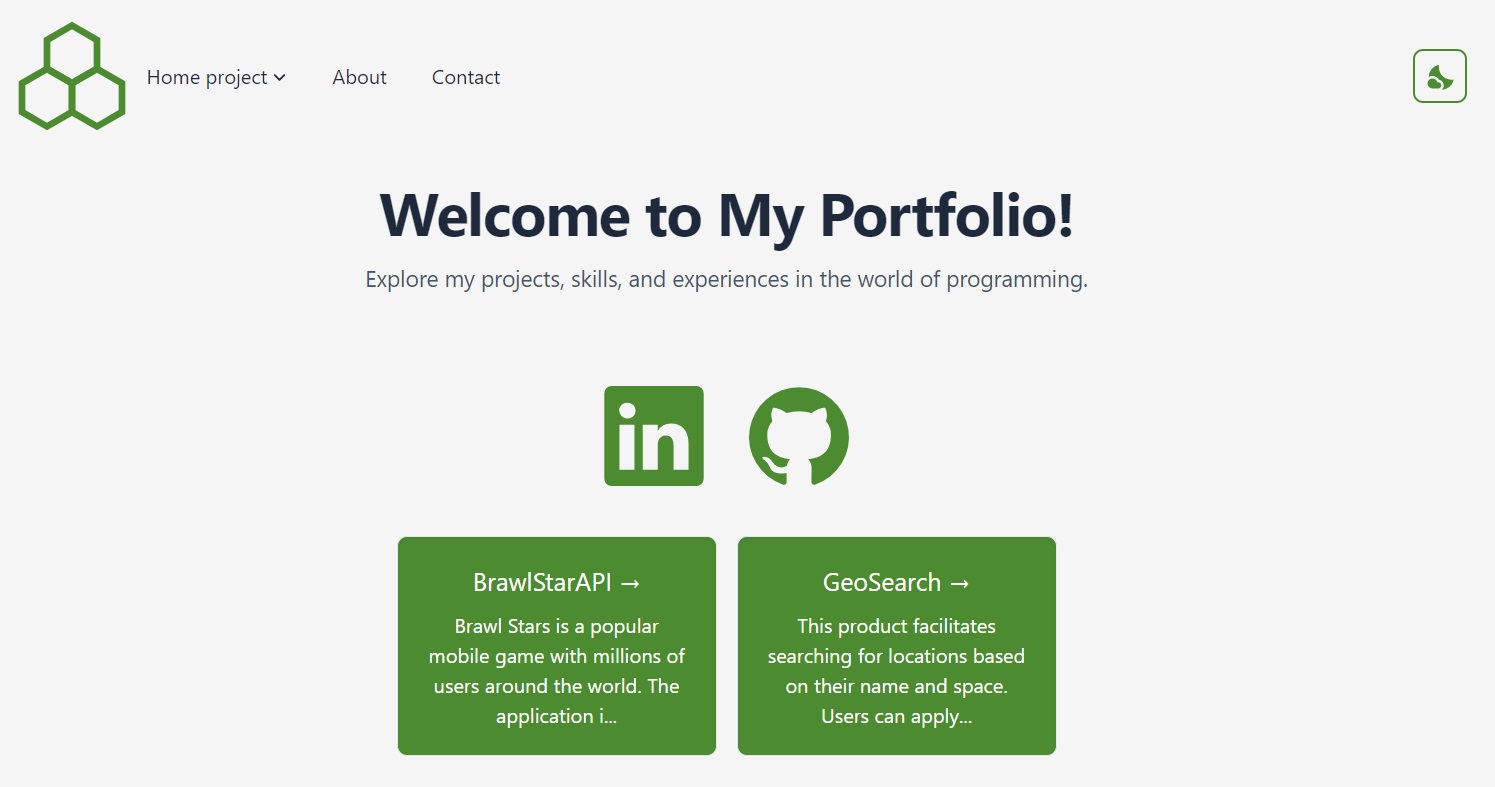 Home project
About
Contact
Welcome to My Portfolio!
Explore my projects, skills, and experiences in the world of programming.
in
BrawlStarAPI →
Brawl Stars is a popular
mobile game with millions of
users around the world. The
application i...
GeoSearch →
This product facilitates
searching for locations based
on their name and space.
Users can apply...